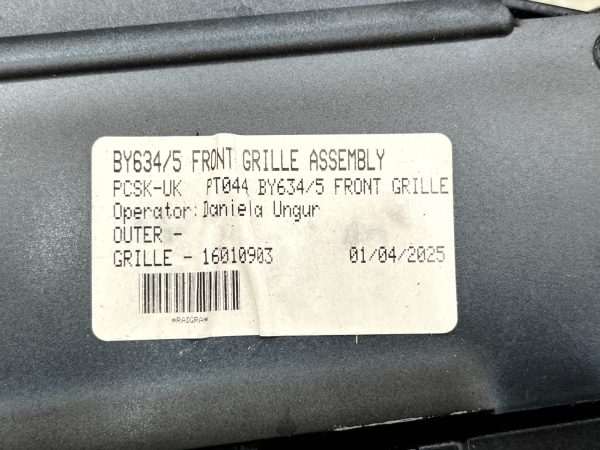 BY634/5 FRONT GRILLE ASSEMBLY
PCSK-UK PT044 BY634/5 FRONT GRILLE
Operator:Daniela Ungur
OUTER -
GRILLE - 16010903 01/04/2025
*RADGRA*